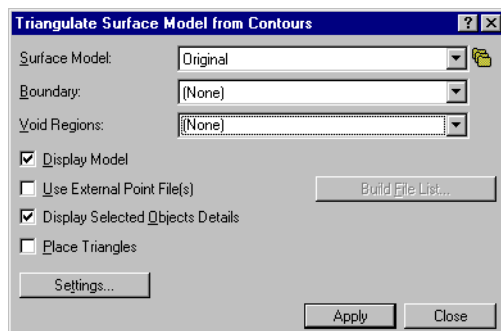 Triangulate Surface Model from Contours
Surface Model: Original
Boundary: (None)
Void Regions: (None)
Display Model
Use External Point File(s) Build File List...
Display Selected Objects Details
Place Triangles
Settings...
Apply Close